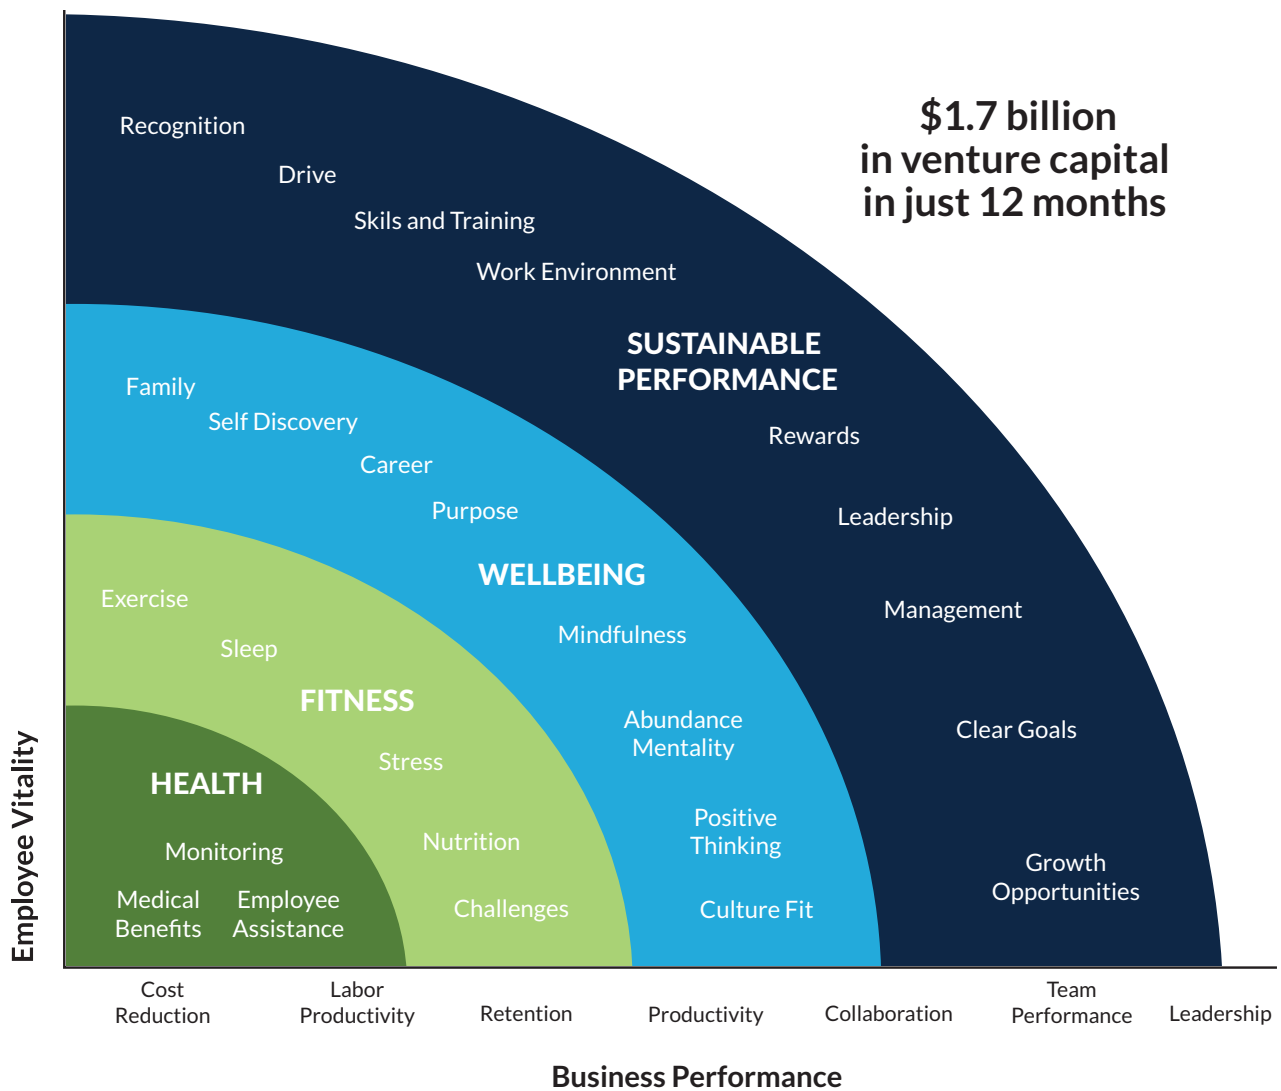 $1.7 billion
in venture capital
in just 12 months
Recognition
Drive
Skils and Training
Work Environment
SUSTAINABLE
PERFORMANCE
Rewards
Leadership
Management
Clear Goals
Growth
Opportunities
Family
Self Discovery
Career
Purpose
WELLBEING
Mindfulness
Abundance
Mentality
Positive
Thinking
Culture Fit
Exercise
Sleep
FITNESS
Stress
Nutrition
Challenges
HEALTH
Monitoring
Medical
Benefits
Employee
Assistance
Employee Vitality
Cost
Reduction
Labor
Productivity
Retention
Productivity
Collaboration
Team
Performance
Leadership
Business Performance